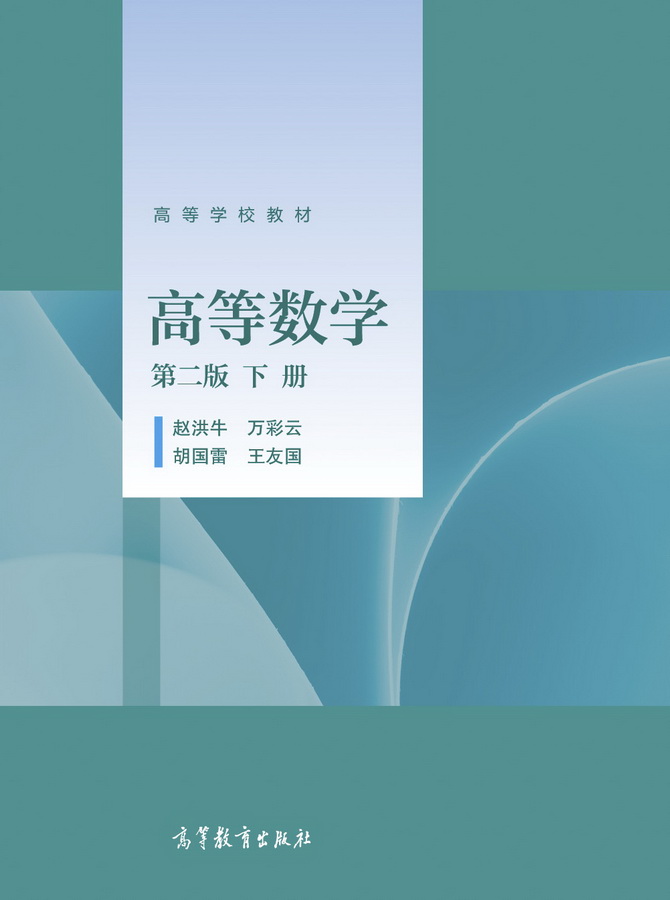 高等学校教材
高等数学
第二版 下册
赵洪牛 万彩云
胡国雷 王友国
高等教育出版社